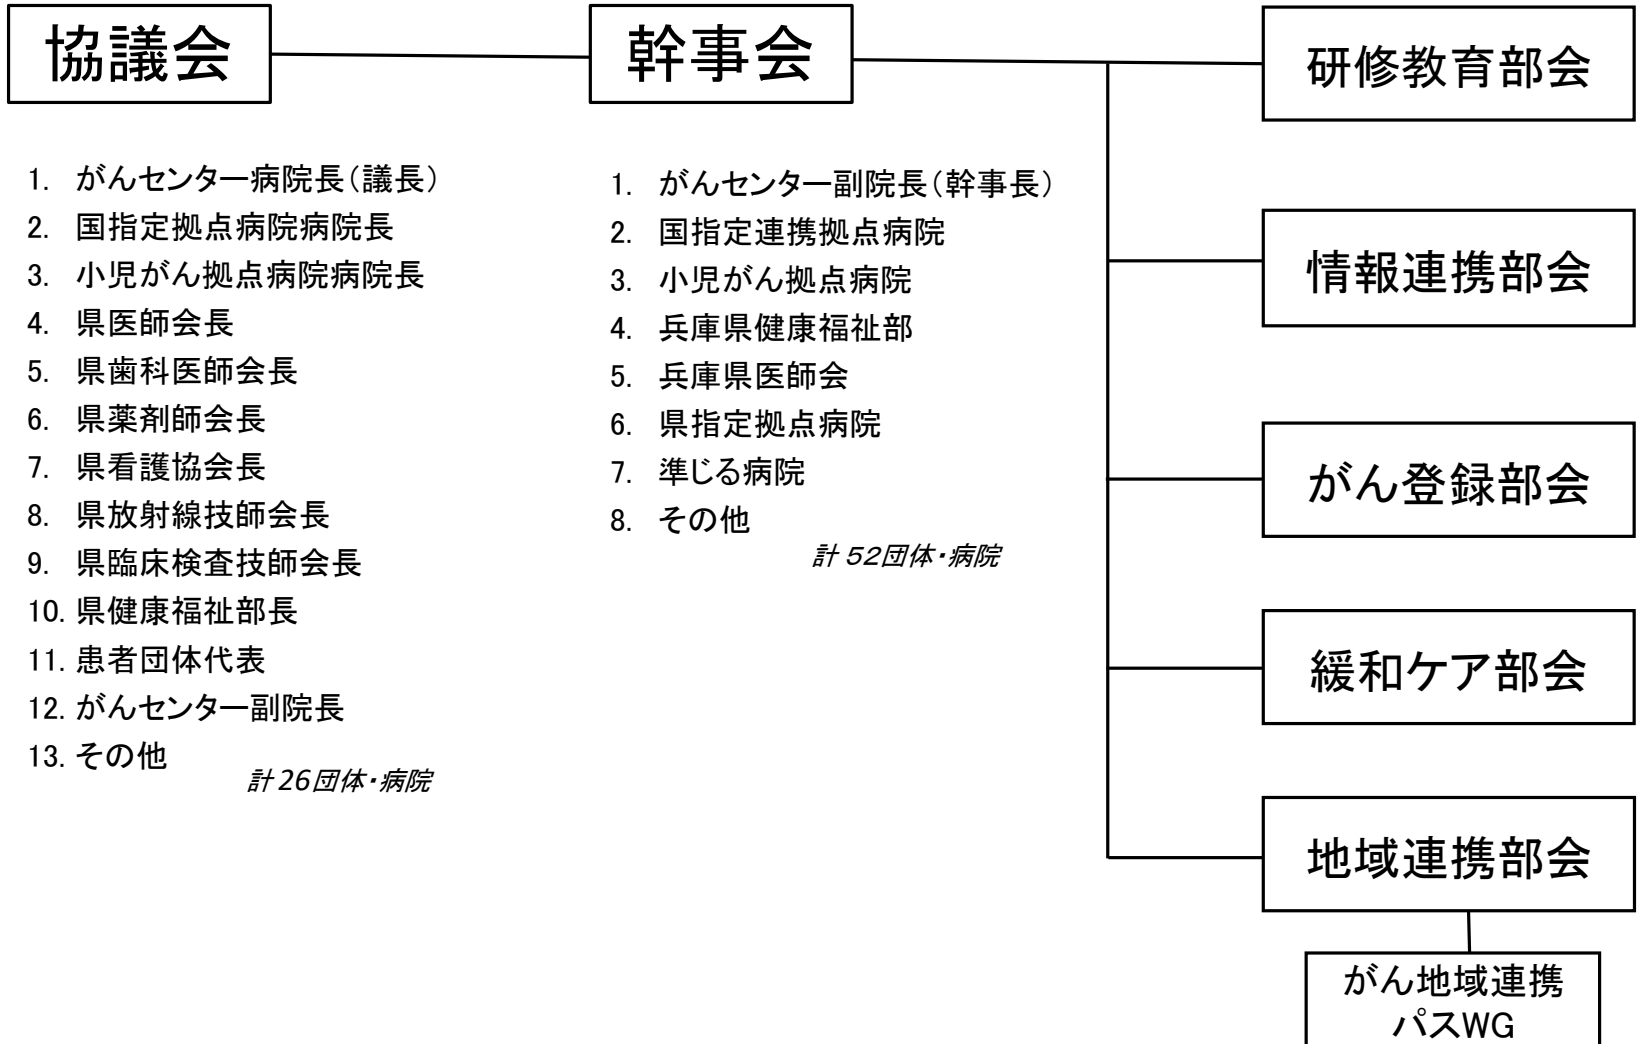 協議会
1. がんセンター病院長（議長）
2. 国指定拠点病院病院長
3. 小児がん拠点病院病院長
4. 県医師会長
5. 県歯科医師会長
6. 県薬剤師会長
7. 県看護協会長
8. 県放射線技師会長
9. 県臨床検査技師会長
10. 県健康福祉部長
11. 患者団体代表
12. がんセンター副院長
13. その他
計 26団体・病院
幹事会
1. がんセンター副院長（幹事長）
2. 国指定連携拠点病院
3. 小児がん拠点病院
4. 兵庫県健康福祉部
5. 兵庫県医師会
6. 県指定拠点病院
7. 準じる病院
8. その他
計 52団体・病院
研修教育部会
情報連携部会
がん登録部会
緩和ケア部会
地域連携部会
がん地域連携
パスWG